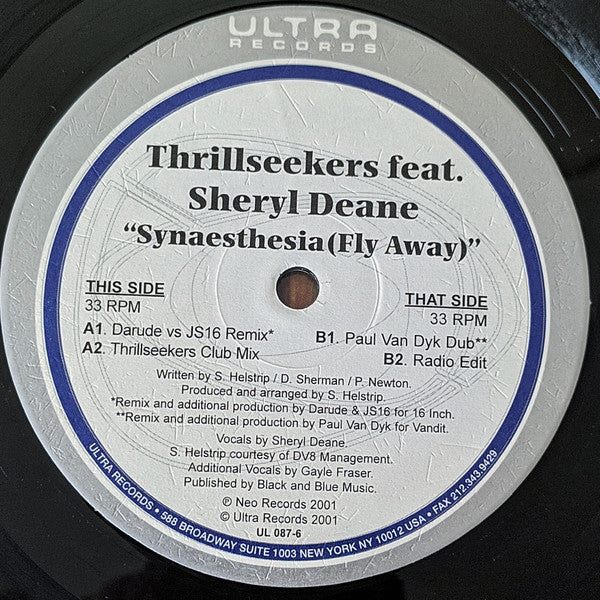 ULTRA
RECORDS
Thrillseekers feat.
Sheryl Deane
“Synaesthesia(Fly Away)”
THIS SIDE
33 RPM
A1. Darude vs JS16 Remix*
A2. Thrillseekers Club Mix
THAT SIDE
33 RPM
B1. Paul Van Dyk Dub**
B2. Radio Edit
Written by S. Helstrip / D. Sherman / P. Newton.
Produced and arranged by S. Helstrip.
*Remix and additional production by Darude & JS16 for 16 Inch.
**Remix and additional production by Paul Van Dyk for Vandit.
Vocals by Sheryl Deane.
S. Helstrip courtesy of DV8 Management.
Additional Vocals by Gayle Fraser.
Published by Black and Blue Music.
℗ Neo Records 2001
© Ultra Records 2001
UL 087-6
ULTRA RECORDS • 588 BROADWAY SUITE 1003 NEW YORK NY 10012 USA • FAX 212.343.9429